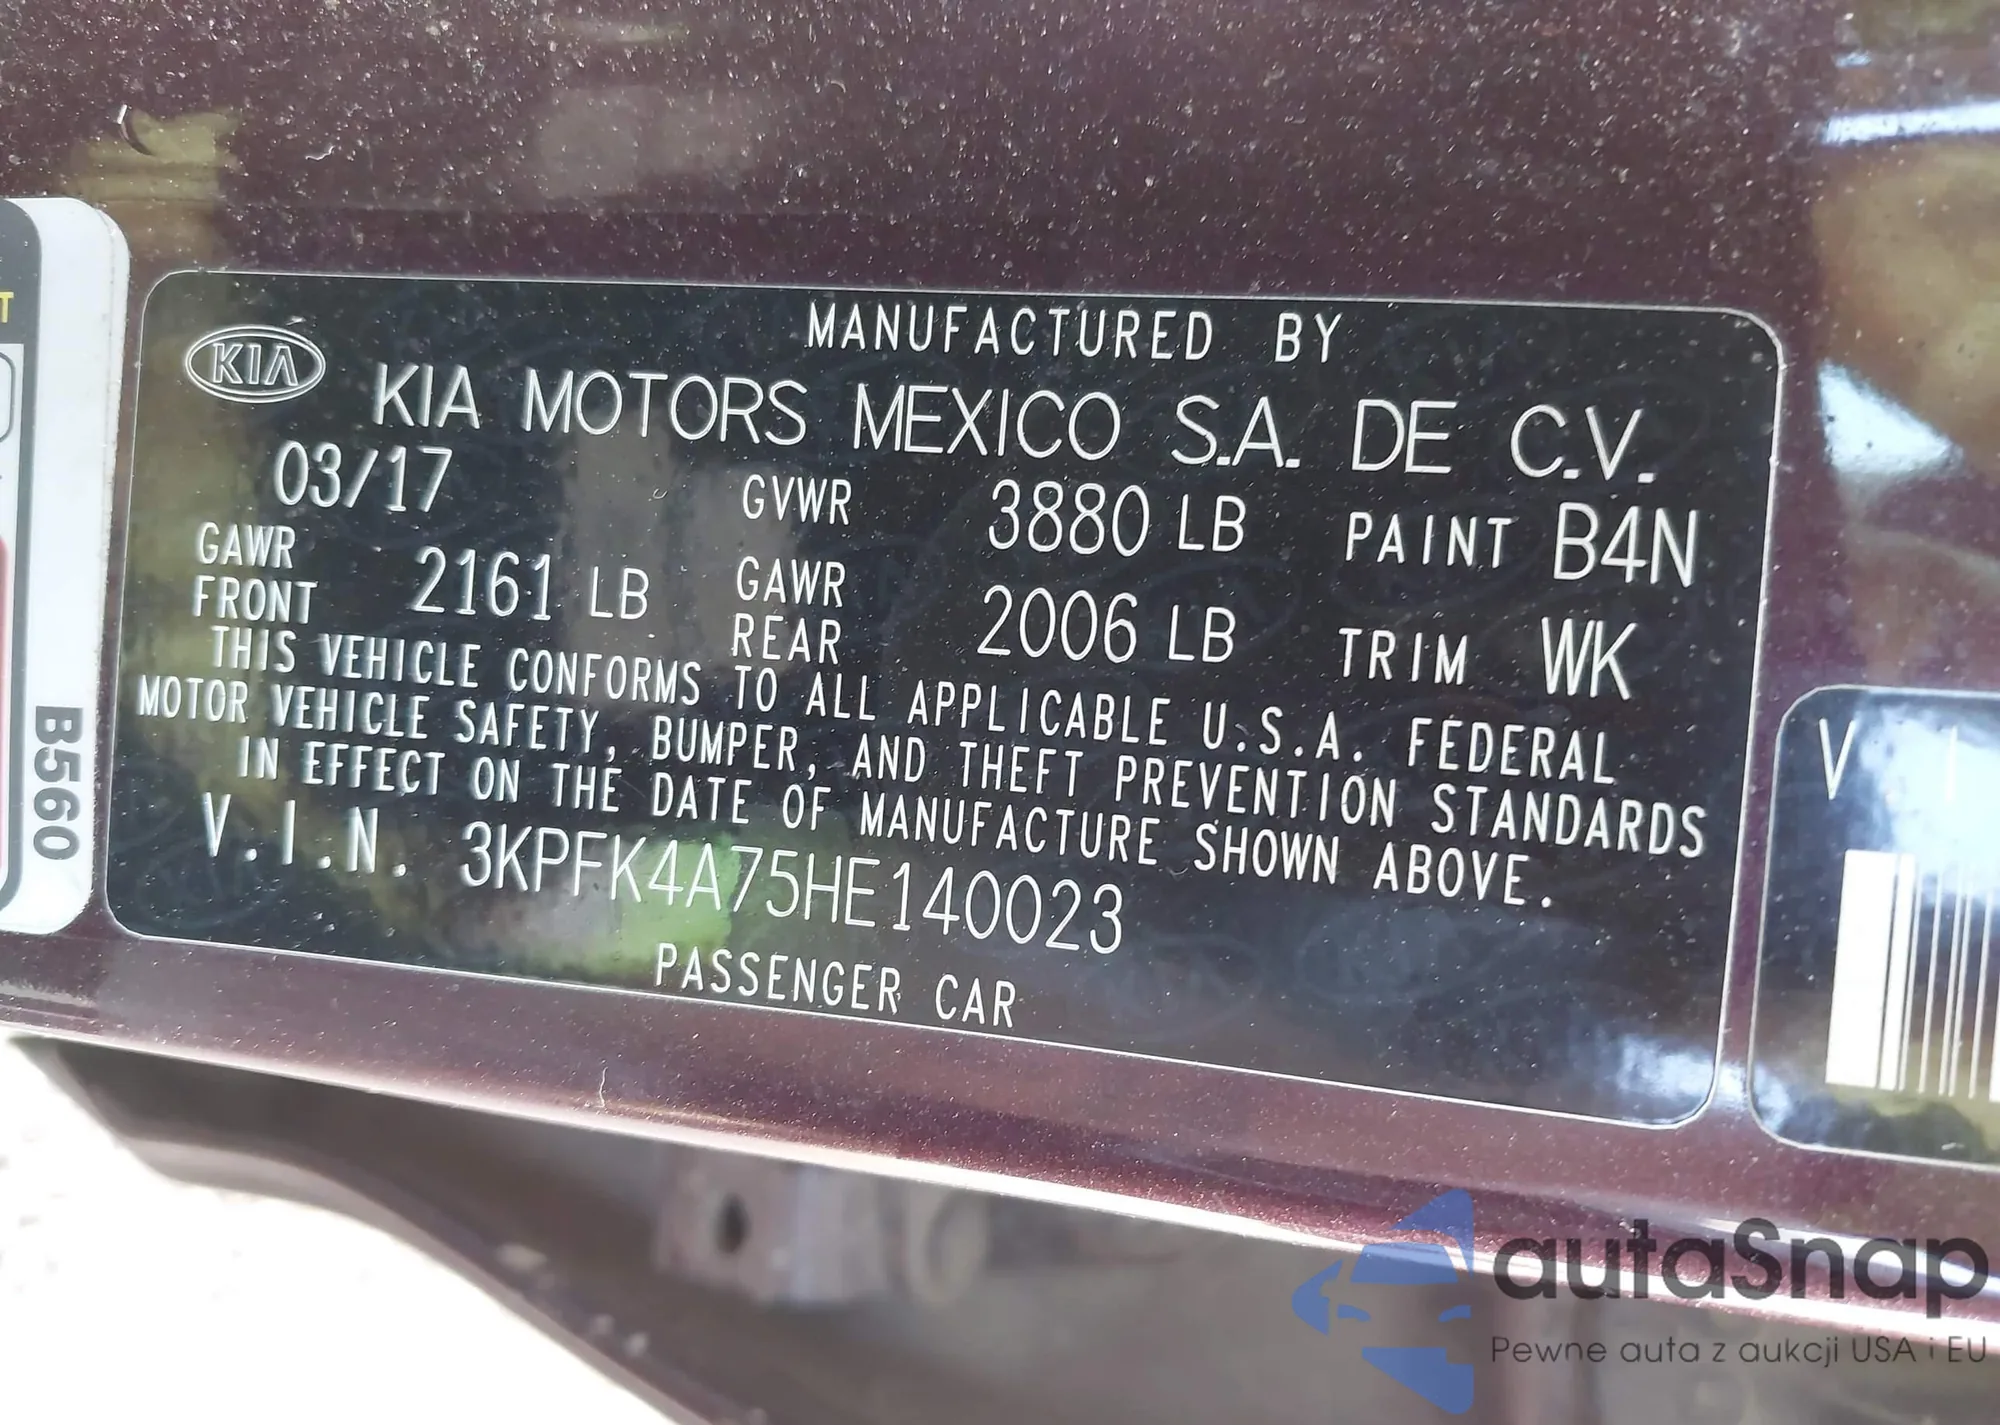 MANUFACTURED BY
KIA KIA MOTORS MEXICO S.A. DE C.V.
03/17 GVWR 3880 LB PAINT B4N
GAWR FRONT 2161 LB GAWR REAR 2006 LB TRIM WK
THIS VEHICLE CONFORMS TO ALL APPLICABLE U.S.A. FEDERAL
MOTOR VEHICLE SAFETY, BUMPER, AND THEFT PREVENTION STANDARDS
IN EFFECT ON THE DATE OF MANUFACTURE SHOWN ABOVE.
V.I.N. 3KPFK4A75HE140023
PASSENGER CAR
B560
T
V I
autaSnap
Pewne auta z aukcji USA i EU